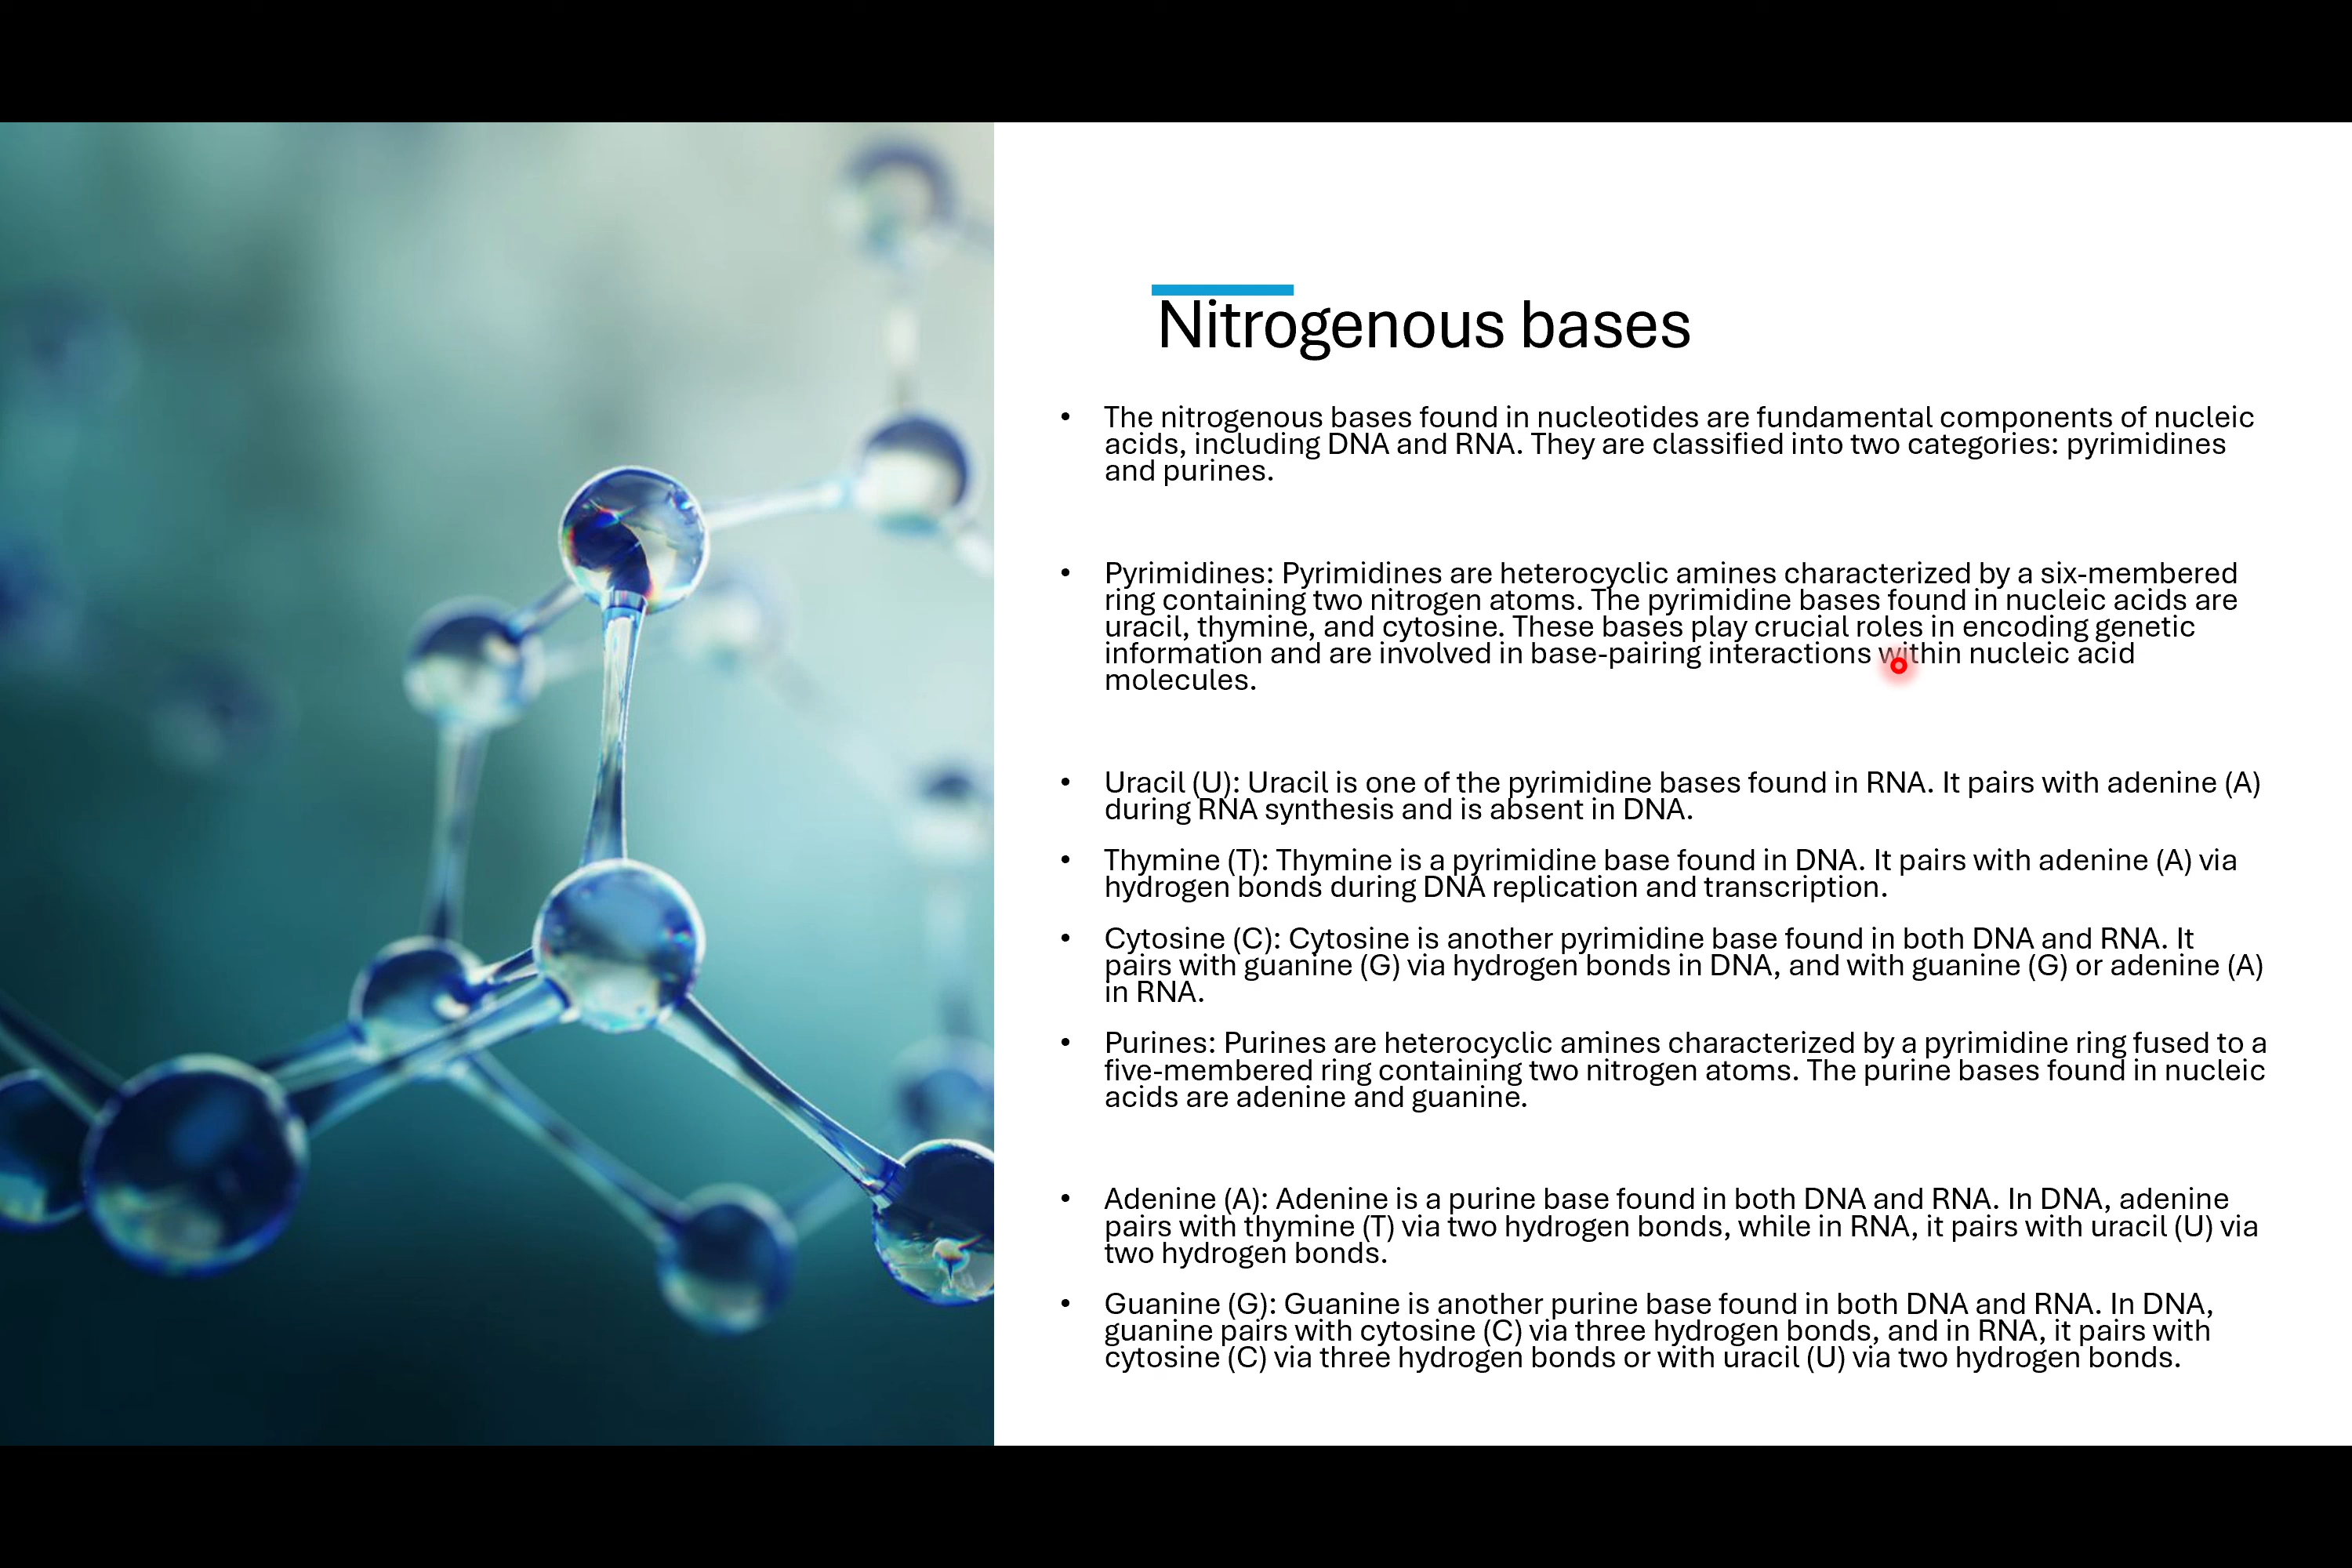 Nitrogenous bases
• The nitrogenous bases found in nucleotides are fundamental components of nucleic
acids, including DNA and RNA. They are classified into two categories: pyrimidines
and purines.
• Pyrimidines: Pyrimidines are heterocyclic amines characterized by a six-membered
ring containing two nitrogen atoms. The pyrimidine bases found in nucleic acids are
uracil, thymine, and cytosine. These bases play crucial roles in encoding genetic
information and are involved in base-pairing interactions within nucleic acid
molecules.
• Uracil (U): Uracil is one of the pyrimidine bases found in RNA. It pairs with adenine (A)
during RNA synthesis and is absent in DNA.
• Thymine (T): Thymine is a pyrimidine base found in DNA. It pairs with adenine (A) via
hydrogen bonds during DNA replication and transcription.
• Cytosine (C): Cytosine is another pyrimidine base found in both DNA and RNA. It
pairs with guanine (G) via hydrogen bonds in DNA, and with guanine (G) or adenine (A)
in RNA.
• Purines: Purines are heterocyclic amines characterized by a pyrimidine ring fused to a
five-membered ring containing two nitrogen atoms. The purine bases found in nucleic
acids are adenine and guanine.
• Adenine (A): Adenine is a purine base found in both DNA and RNA. In DNA, adenine
pairs with thymine (T) via two hydrogen bonds, while in RNA, it pairs with uracil (U) via
two hydrogen bonds.
• Guanine (G): Guanine is another purine base found in both DNA and RNA. In DNA,
guanine pairs with cytosine (C) via three hydrogen bonds, and in RNA, it pairs with
cytosine (C) via three hydrogen bonds or with uracil (U) via two hydrogen bonds.